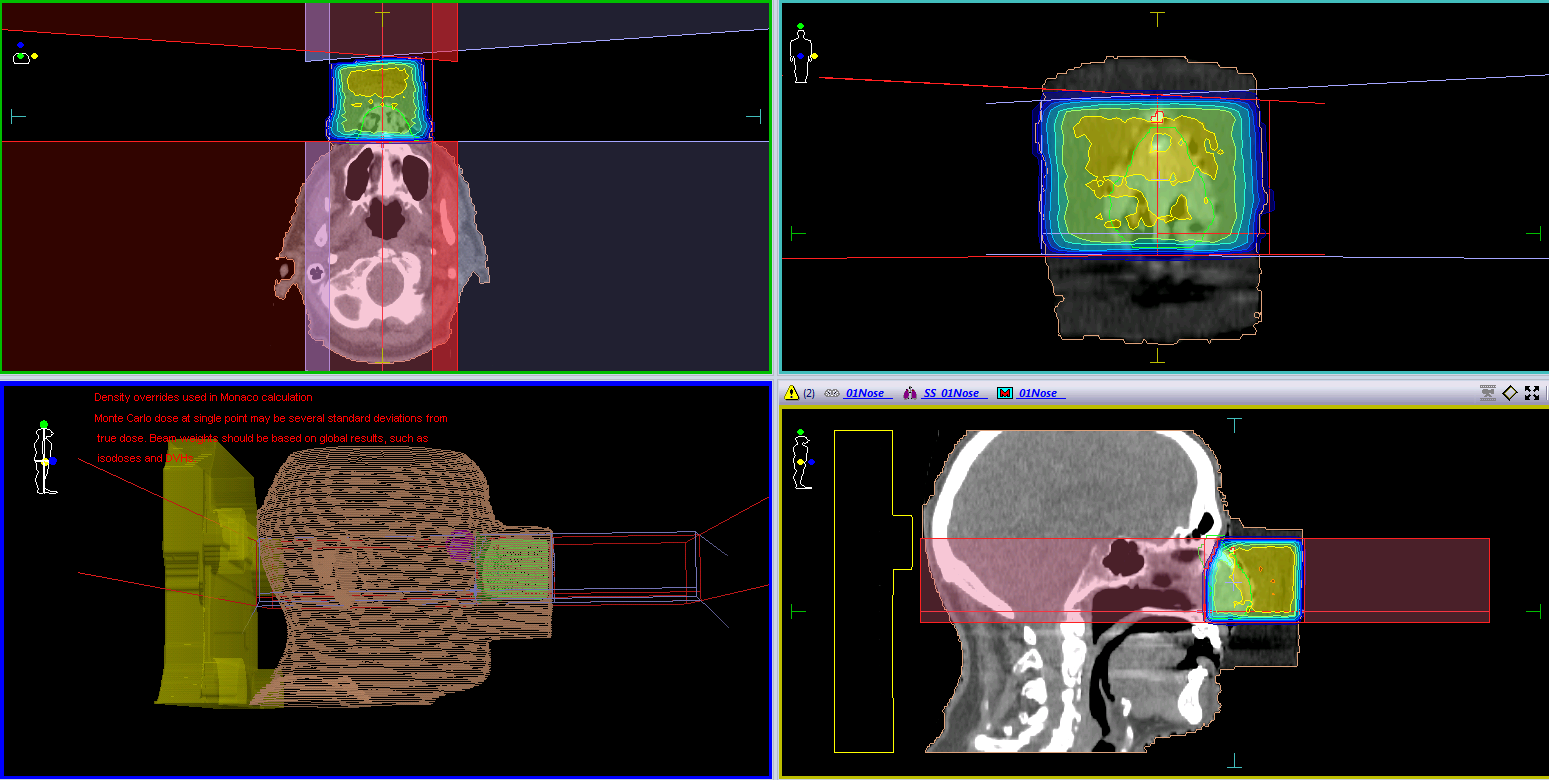 Density overrides used in Monaco calculation
Monte Carlo dose at single point may be several standard deviations from
true dose. Beam weights should be based on global results, such as
isodoses and DVHs.
(2) 01Nose SS_01Nose 01Nose